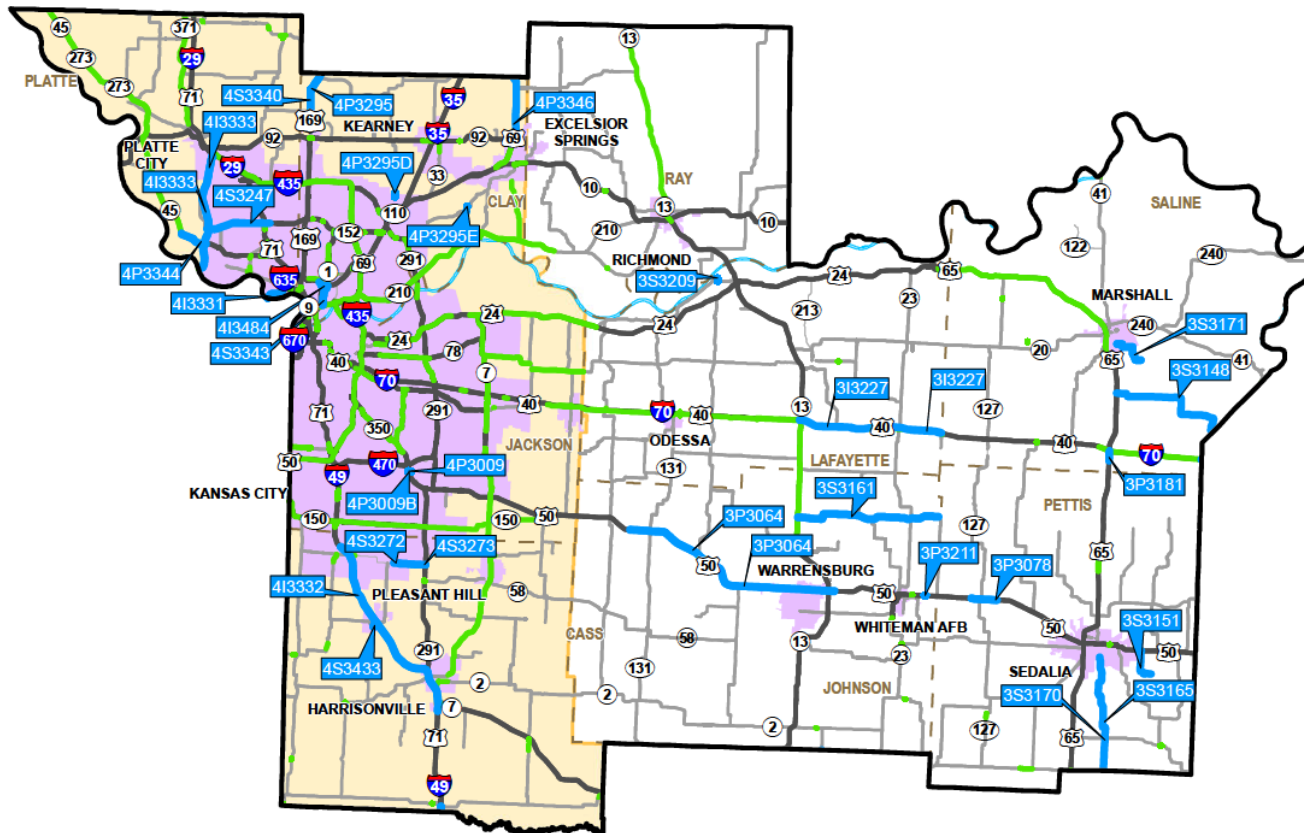 45
371
13
273
29
PLATTE
273
71
4S3340
4P3295
35
4P3346
169
KEARNEY
35
92
69
EXCELSIOR
SPRINGS
4I3333
92
PLATTE
CITY
29
4P3295D
33
435
10
RAY
4I3333
4S3247
CLAY
13
41
SALINE
45
110
210
10
4P3295E
122
169
152
71
291
240
4P3344
69
RICHMOND
24
65
635
1
3S3209
MARSHALL
4I3331
210
23
9
435
213
4I3484
24
24
240
3S3171
4S3343
670
24
78
20
65
41
40
7
3S3148
70
71
291
40
13
3I3227
3I3227
127
70
40
350
ODESSA
40
40
70
50
JACKSON
LAFAYETTE
470
4P3009
131
3P3181
49
3S3161
PETTIS
KANSAS CITY
4P3009B
150
150
50
127
3P3064
4S3272
4S3273
3P3064
65
3P3211
3P3078
50
WARRENSBURG
4I3332
PLEASANT HILL
58
50
WHITEMAN AFB
50
3S3151
CASS
58
13
50
291
23
4S3433
131
SEDALIA
2
JOHNSON
3S3170
3S3165
2
HARRISONVILLE
7
2
127
65
71
49